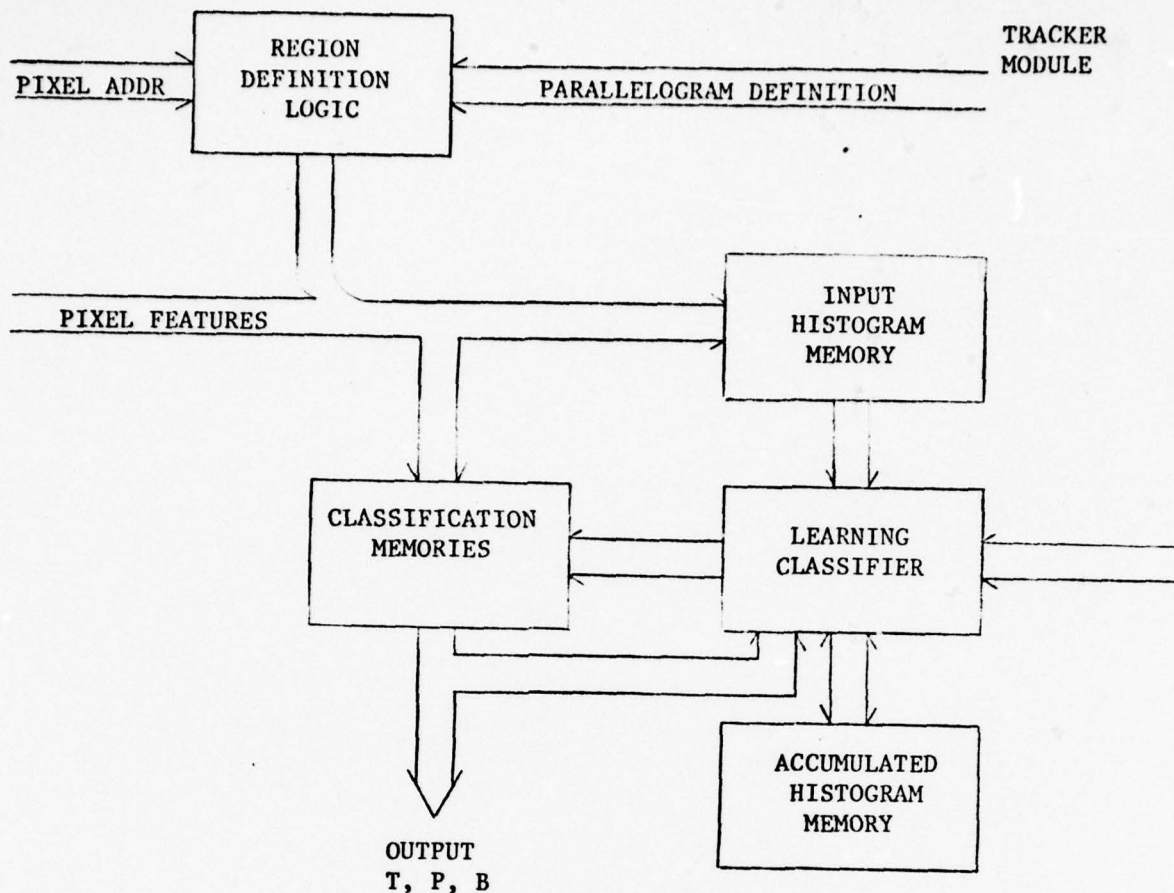 REGION
DEFINITION
LOGIC
TRACKER
MODULE
PIXEL ADDR
PARALLELOGRAM DEFINITION
PIXEL FEATURES
INPUT
HISTOGRAM
MEMORY
CLASSIFICATION
MEMORIES
LEARNING
CLASSIFIER
ACCUMULATED
HISTOGRAM
MEMORY
OUTPUT
T, P, B